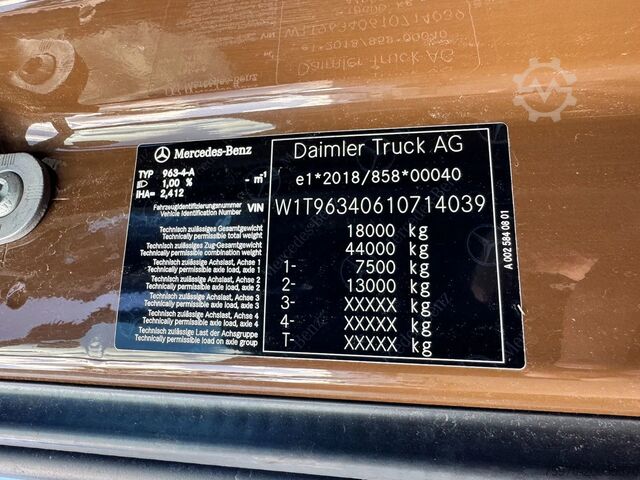 Mercedes-Benz
Daimler Truck AG
TYP 963-4-A
1,00 % - m⁻¹
iHA= 2,412
e1*2018/858*00040
Fahrzeugidentifizierungsnummer
Vehicle Identification Number VIN
W1T96340610714039
Technisch zulässiges Gesamtgewicht
Technically permissible total weight
18000 kg
Technisch zulässiges Zug-Gesamtgewicht
Technically permissible combination weight
44000 kg
Technisch zulässige Achslast, Achse 1
Technically permissible axle load, axle 1
1- 7500 kg
Technisch zulässige Achslast, Achse 2
Technically permissible axle load, axle 2
2- 13000 kg
Technisch zulässige Achslast, Achse 3
Technically permissible axle load, axle 3
3- XXXXX kg
Technisch zulässige Achslast, Achse 4
Technically permissible axle load, axle 4
4- XXXXX kg
Technisch zulässige Last der Achsgruppe
Technically permissible load on axle group
T- XXXXX kg
A 002 584 08 01